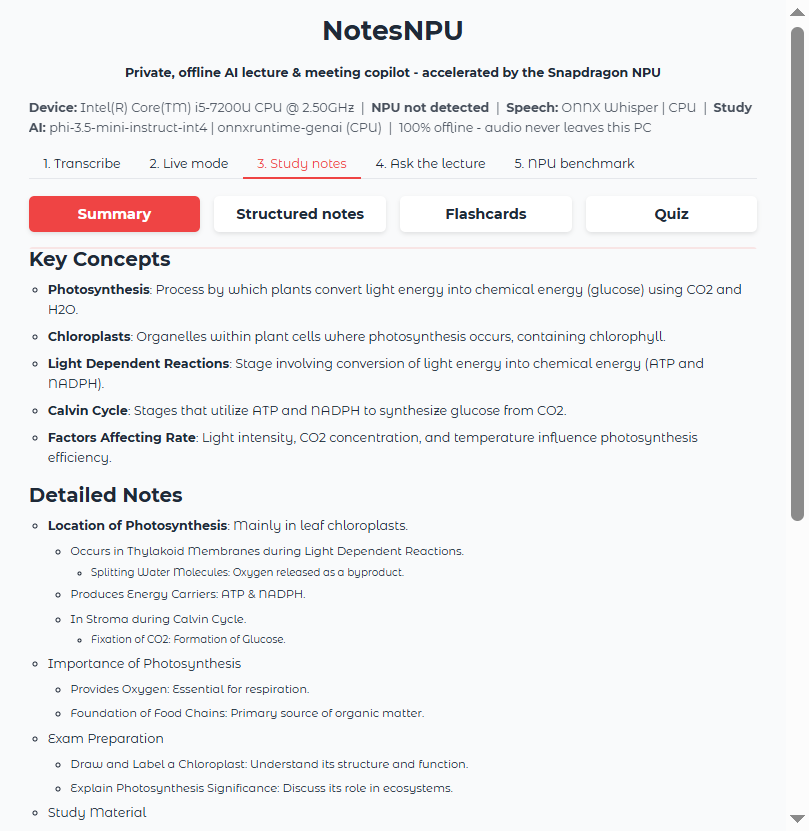 NotesNPU
Private, offline AI lecture & meeting copilot - accelerated by the Snapdragon NPU
Device: Intel(R) Core(TM) i5-7200U CPU @ 2.50GHz | NPU not detected | Speech: ONNX Whisper | CPU | Study
AI: phi-3.5-mini-instruct-int4 | onnxruntime-genai (CPU) | 100% offline - audio never leaves this PC
1. Transcribe 2. Live mode 3. Study notes 4. Ask the lecture 5. NPU benchmark
Summary Structured notes Flashcards Quiz
Key Concepts
Photosynthesis: Process by which plants convert light energy into chemical energy (glucose) using CO2 and
H2O.
Chloroplasts: Organelles within plant cells where photosynthesis occurs, containing chlorophyll.
Light Dependent Reactions: Stage involving conversion of light energy into chemical energy (ATP and
NADPH).
Calvin Cycle: Stages that utilize ATP and NADPH to synthesize glucose from CO2.
Factors Affecting Rate: Light intensity, CO2 concentration, and temperature influence photosynthesis
efficiency.
Detailed Notes
Location of Photosynthesis: Mainly in leaf chloroplasts.
Occurs in Thylakoid Membranes during Light Dependent Reactions.
Splitting Water Molecules: Oxygen released as a byproduct.
Produces Energy Carriers: ATP & NADPH.
In Stroma during Calvin Cycle.
Fixation of CO2: Formation of Glucose.
Importance of Photosynthesis
Provides Oxygen: Essential for respiration.
Foundation of Food Chains: Primary source of organic matter.
Exam Preparation
Draw and Label a Chloroplast: Understand its structure and function.
Explain Photosynthesis Significance: Discuss its role in ecosystems.
Study Material